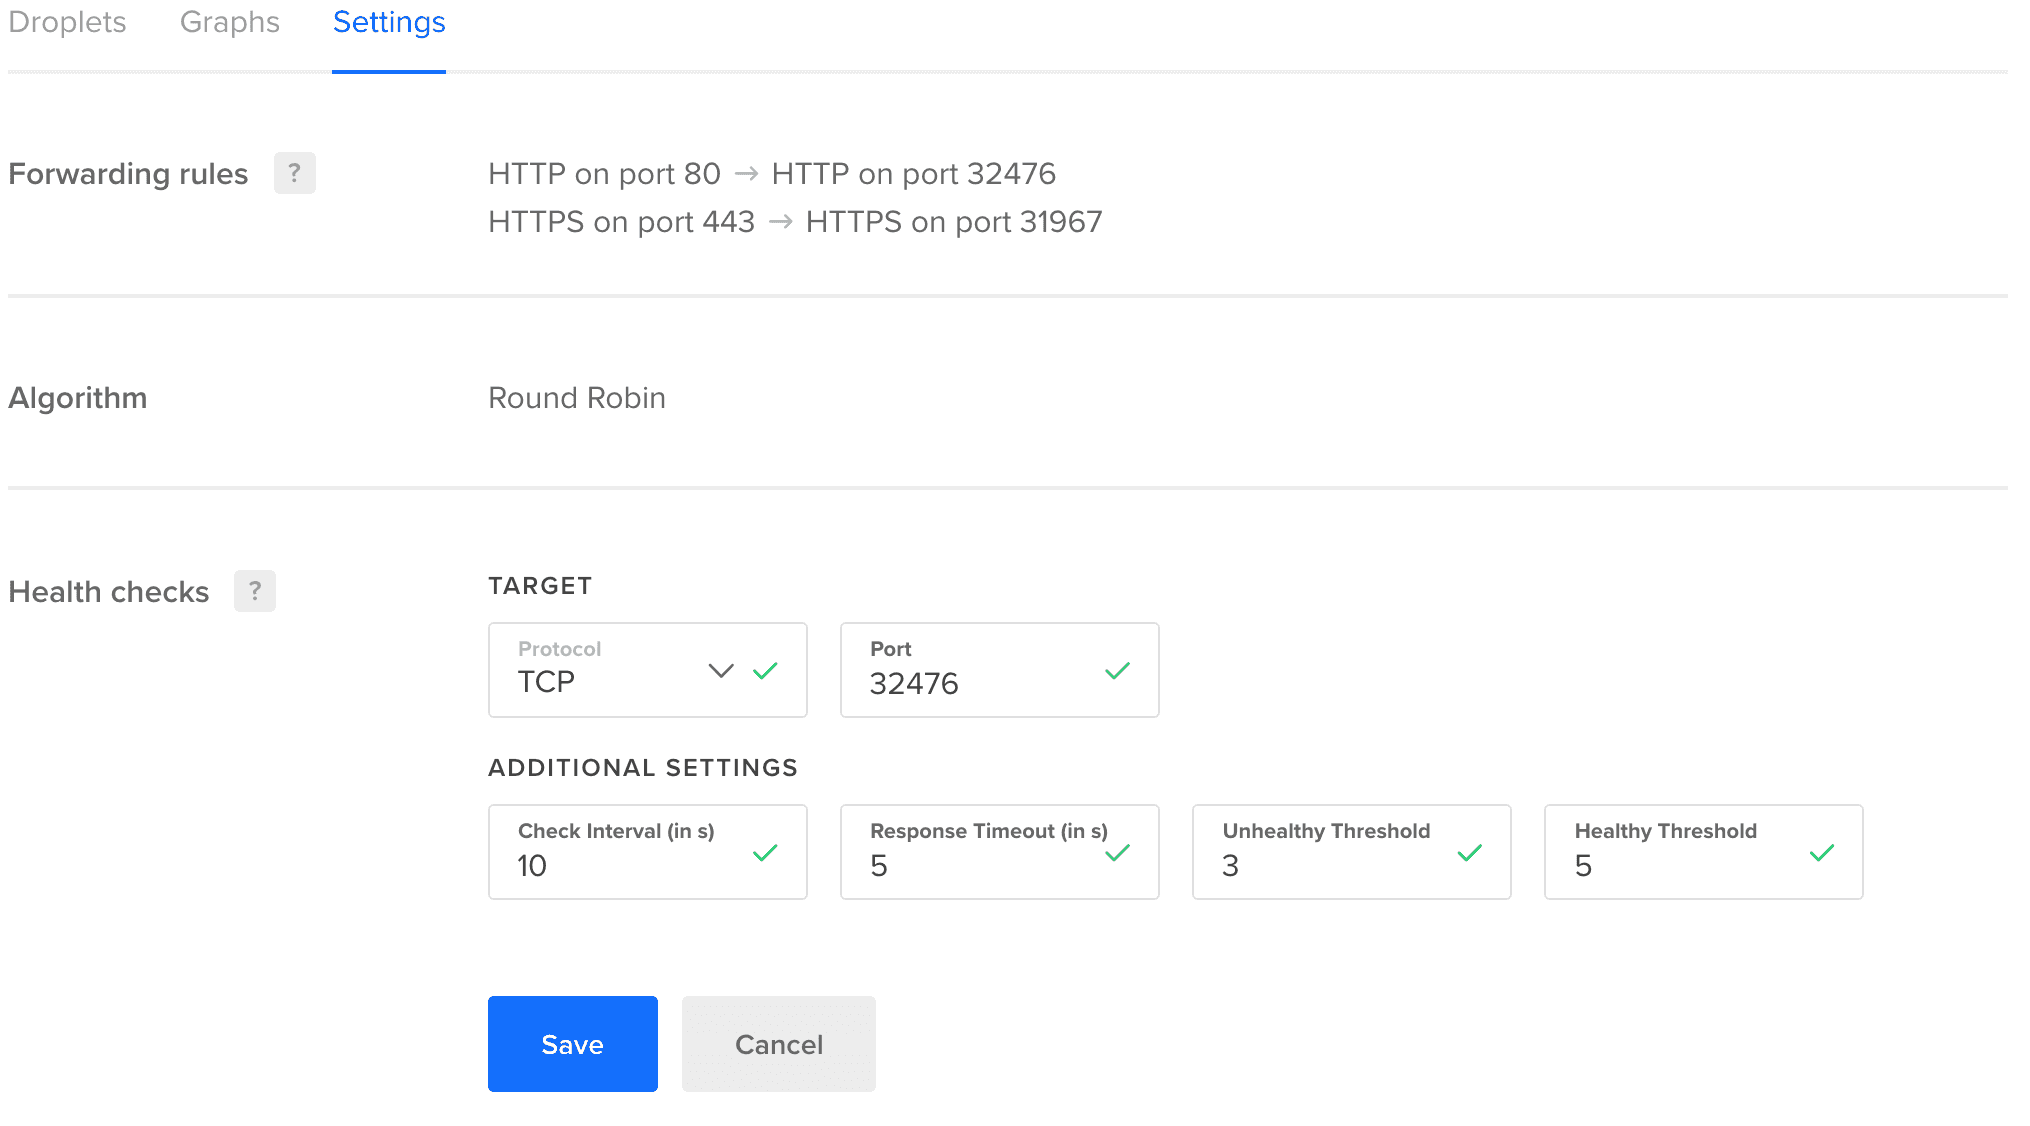 Droplets Graphs Settings
Forwarding rules ? HTTP on port 80 → HTTP on port 32476
HTTPS on port 443 → HTTPS on port 31967
Algorithm Round Robin
Health checks ? TARGET
Protocol Port
TCP 32476
ADDITIONAL SETTINGS
Check Interval (in s) Response Timeout (in s) Unhealthy Threshold Healthy Threshold
10 5 3 5
Save Cancel